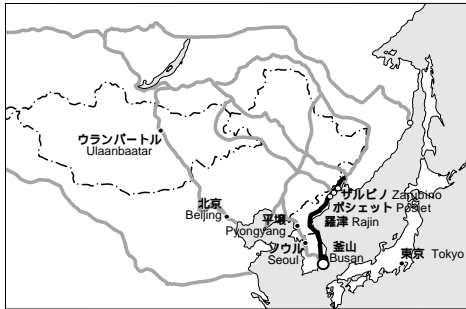 ウランバートル
Ulaanbaatar
北京
Beijing
平壌
Pyongyang
ソウル
Seoul
ザルビノ Zarubino
ポシェット Posiet
羅津 Rajin
釜山
Busan
東京 Tokyo